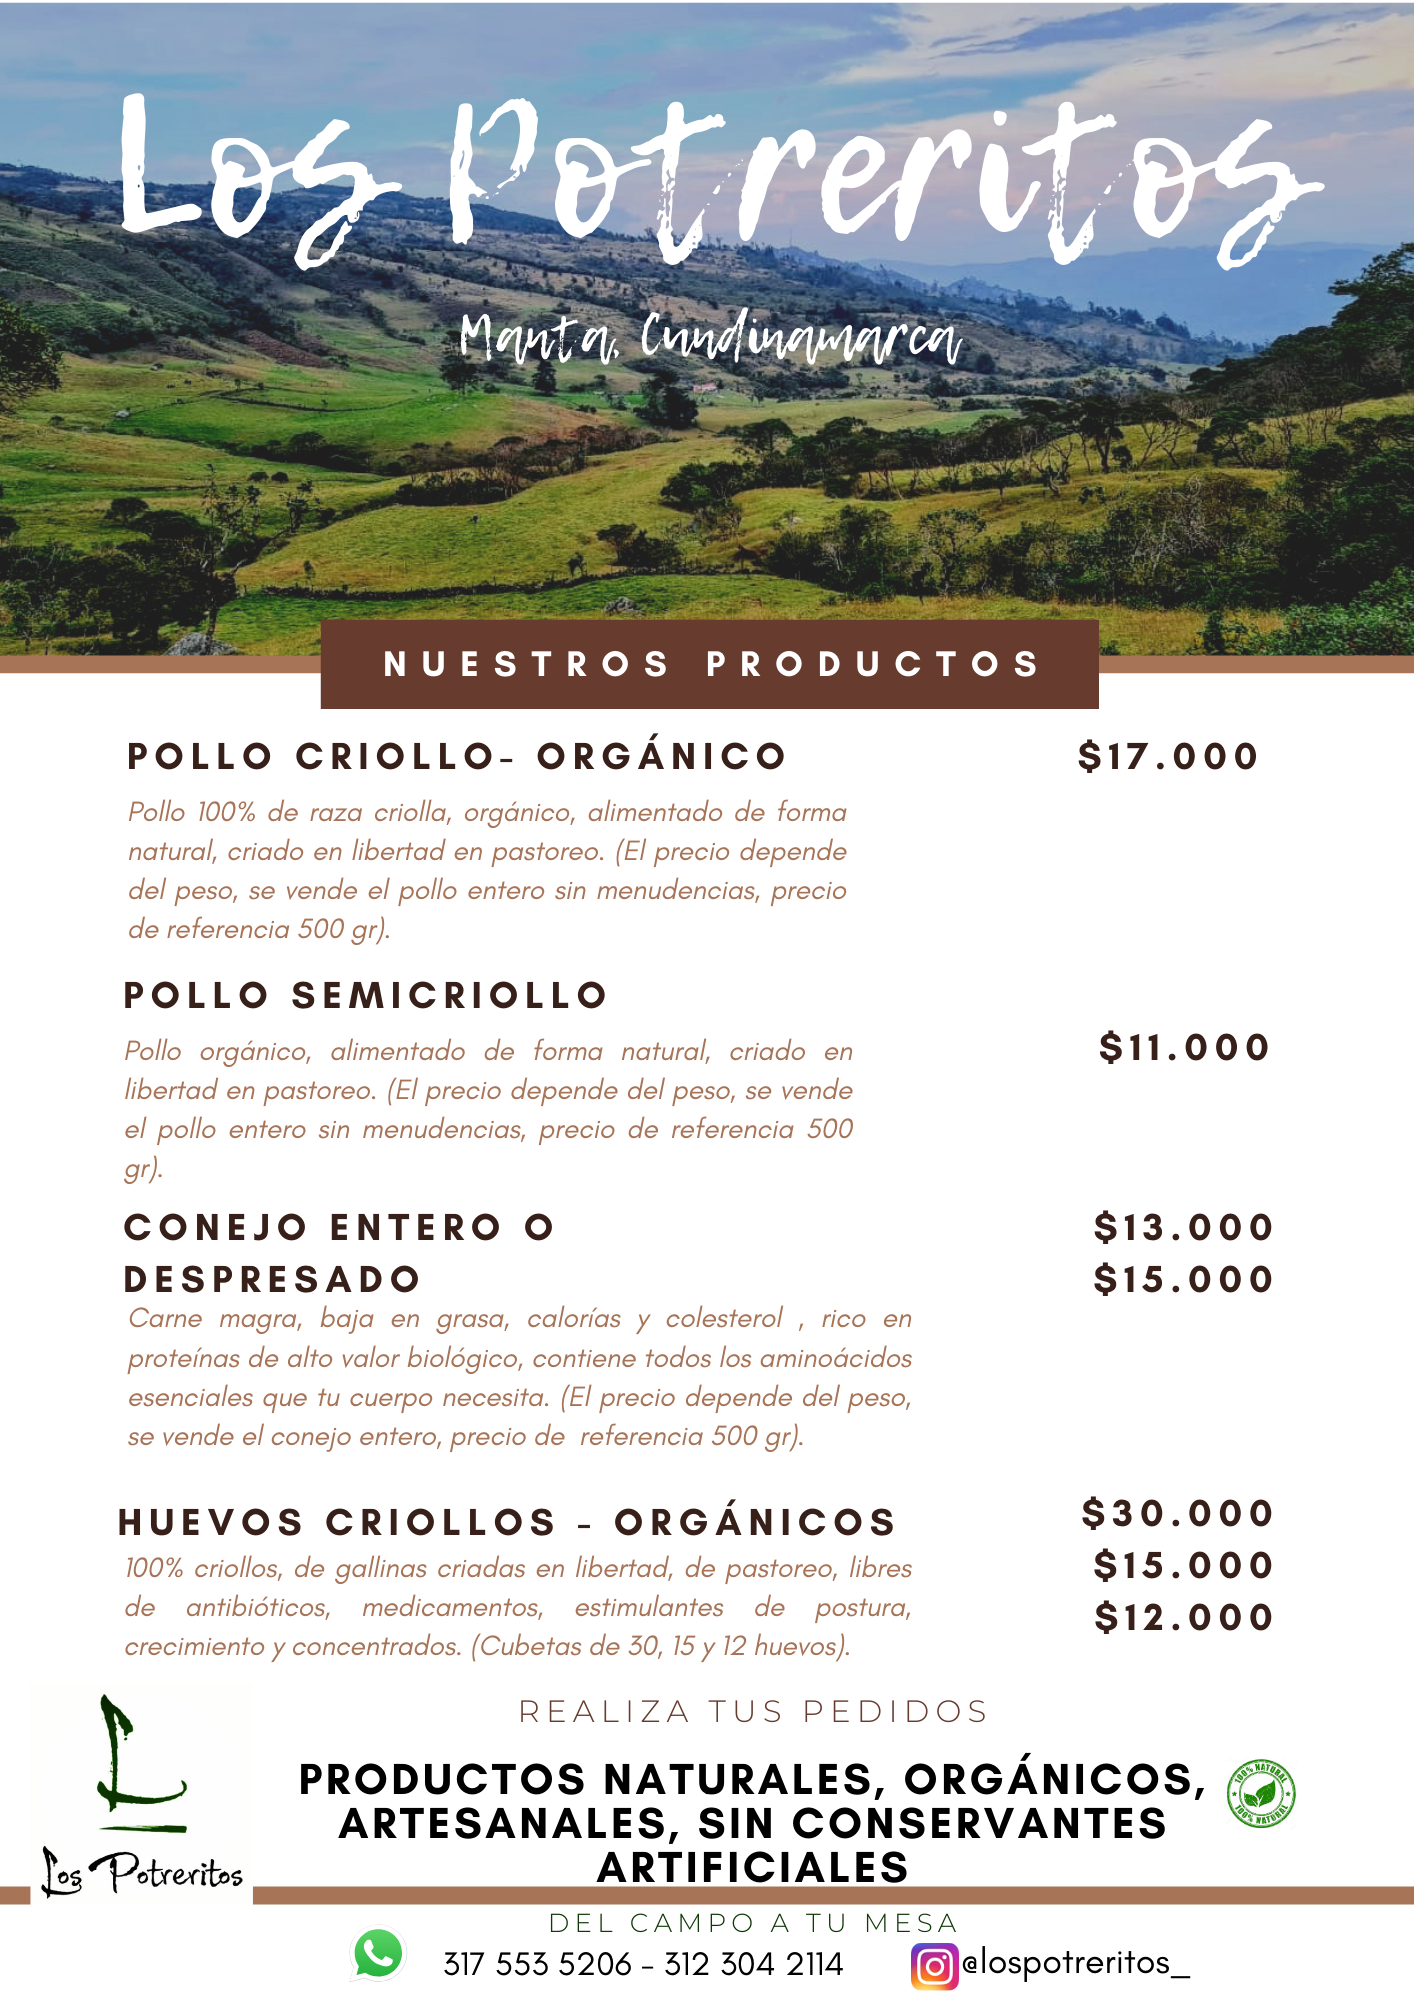 Los Potreritos
Manta, Cundinamarca
NUESTROS PRODUCTOS
POLLO CRIOLLO- ORGÁNICO
$17.000
Pollo 100% de raza criolla, orgánico, alimentado de forma
natural, criado en libertad en pastoreo. (El precio depende
del peso, se vende el pollo entero sin menudencias, precio
de referencia 500 gr).
POLLO SEMICRIOLLO
$11.000
Pollo orgánico, alimentado de forma natural, criado en
libertad en pastoreo. (El precio depende del peso, se vende
el pollo entero sin menudencias, precio de referencia 500
gr).
CONEJO ENTERO O
$13.000
DESPRESADO
$15.000
Carne magra, baja en grasa, calorías y colesterol , rico en
proteínas de alto valor biológico, contiene todos los aminoácidos
esenciales que tu cuerpo necesita. (El precio depende del peso,
se vende el conejo entero, precio de referencia 500 gr).
HUEVOS CRIOLLOS - ORGÁNICOS
$30.000
$15.000
$12.000
100% criollos, de gallinas criadas en libertad, de pastoreo, libres
de antibióticos, medicamentos, estimulantes de postura,
crecimiento y concentrados. (Cubetas de 30, 15 y 12 huevos).
L
Los Potreritos
REALIZA TUS PEDIDOS
PRODUCTOS NATURALES, ORGÁNICOS,
ARTESANALES, SIN CONSERVANTES
ARTIFICIALES
100% NATURAL
100% NATURAL
DEL CAMPO A TU MESA
317 553 5206 - 312 304 2114
@lospotreritos_